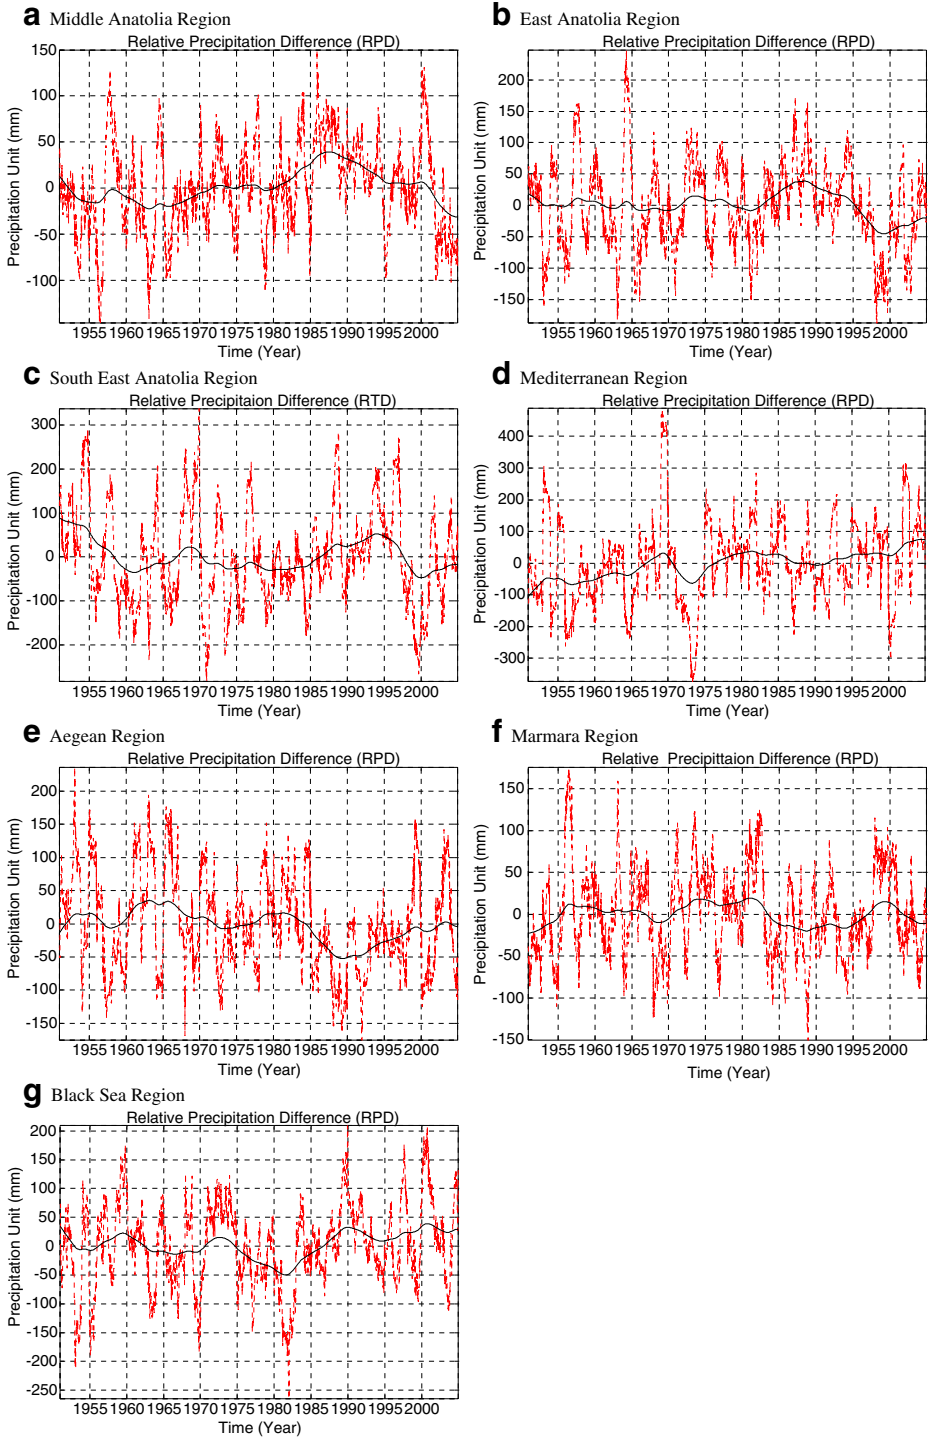 a Middle Anatolia Region
Relative Precipitation Difference (RPD)
Precipitation Unit (mm)
150
100
50
0
-50
-100
1955 1960 1965 1970 1975 1980 1985 1990 1995 2000
Time (Year)
b East Anatolia Region
Relative Precipitation Difference (RPD)
Precipitation Unit (mm)
200
150
100
50
0
-50
-100
-150
1955 1960 1965 1970 1975 1980 1985 1990 1995 2000
Time (Year)
c South East Anatolia Region
Relative Precipitaion Difference (RTD)
Precipitation Unit (mm)
300
200
100
0
-100
-200
1955 1960 1965 1970 1975 1980 1985 1990 1995 2000
Time (Year)
d Mediterranean Region
Relative Precipitation Difference (RPD)
Precipitation Unit (mm)
400
300
200
100
0
-100
-200
-300
1955 1960 1965 1970 1975 1980 1985 1990 1995 2000
Time (Year)
e Aegean Region
Relative Precipitation Difference (RPD)
Precipitation Unit (mm)
200
150
100
50
0
-50
-100
-150
1955 1960 1965 1970 1975 1980 1985 1990 1995 2000
Time (Year)
f Marmara Region
Relative Precipittaion Difference (RPD)
Precipitation Unit (mm)
150
100
50
0
-50
-100
-150
1955 1960 1965 1970 1975 1980 1985 1990 1995 2000
Time (Year)
g Black Sea Region
Relative Precipitation Difference (RPD)
Precipitation Unit (mm)
200
150
100
50
0
-50
-100
-150
-200
-250
1955 1960 1965 1970 1975 1980 1985 1990 1995 2000
Time (Year)